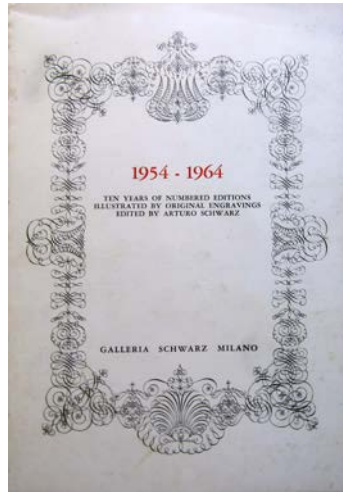 1954 - 1964
TEN YEARS OF NUMBERED EDITIONS
ILLUSTRATED BY ORIGINAL ENGRAVINGS
EDITED BY ARTURO SCHWARZ
GALLERIA SCHWARZ MILANO